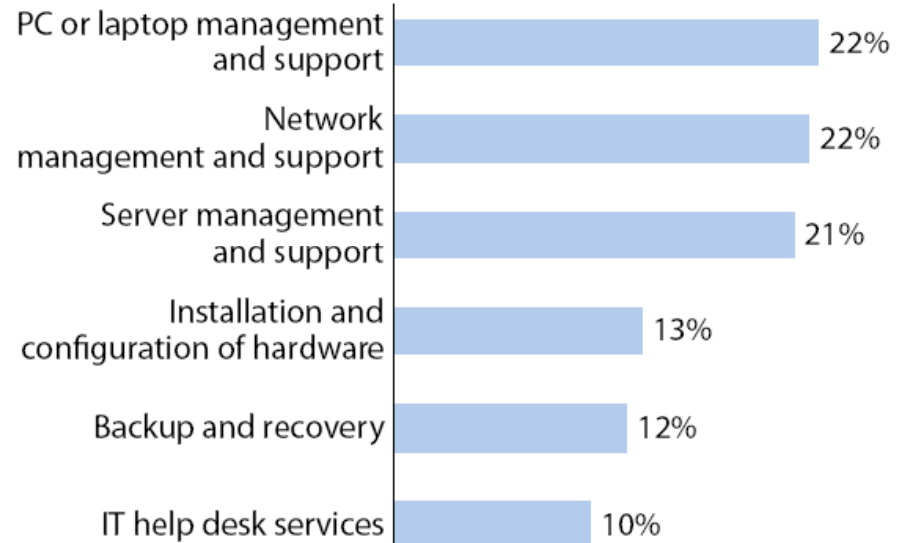 PC or laptop management
and support
22%
Network
management and support
22%
Server management
and support
21%
Installation and
configuration of hardware
13%
Backup and recovery
12%
IT help desk services
10%